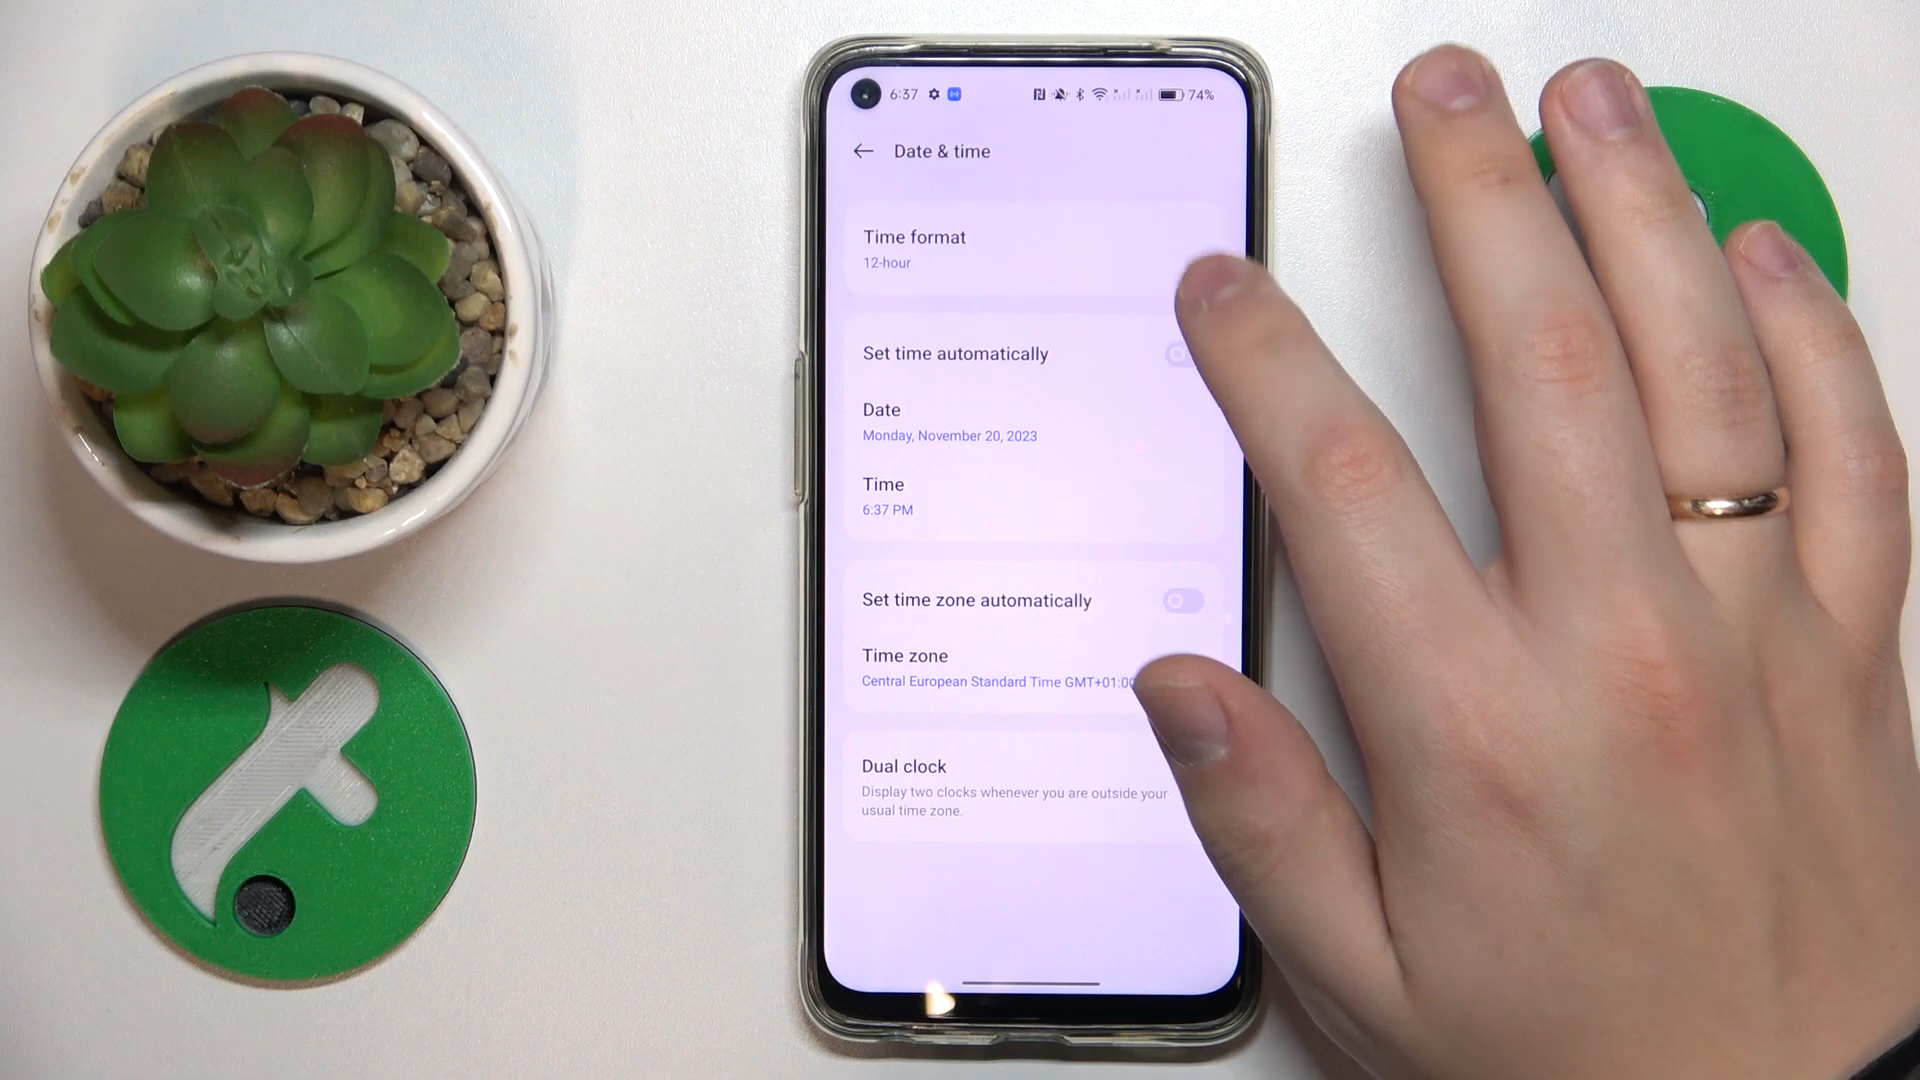 6:37
74%
Date & time
Time format
12-hour
Set time automatically
Date
Monday, November 20, 2023
Time
6:37 PM
Set time zone automatically
Time zone
Central European Standard Time GMT+01:00
Dual clock
Display two clocks whenever you are outside your
usual time zone.